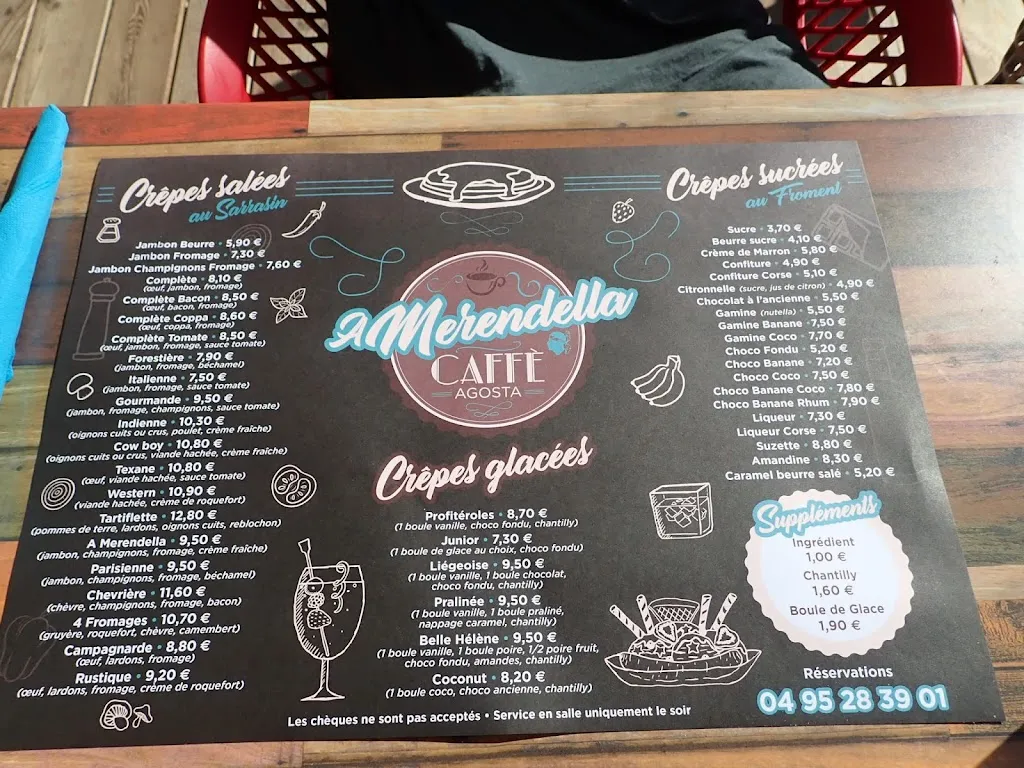 Crêpes salées
au Sarrasin
Jambon Beurre • 5,90 €
Jambon Fromage • 7,30 €
Jambon Champignons Fromage • 7,60 €
Complète • 8,10 €
(œuf, jambon, fromage)
Complète Bacon • 8,50 €
(œuf, bacon, fromage)
Complète Coppa • 8,60 €
(œuf, coppa, fromage)
Complète Tomate • 8,50 €
(œuf, jambon, fromage, sauce tomate)
Forestière • 7,90 €
(jambon, fromage, béchamel)
Italienne • 7,50 €
(jambon, fromage, sauce tomate)
Gourmande • 9,50 €
(jambon, fromage, champignons, sauce tomate)
Indienne • 10,30 €
(oignons cuits ou crus, poulet, crème fraîche)
Cow boy • 10,80 €
(oignons cuits ou crus, viande hachée, crème fraîche)
Texane • 10,80 €
(œuf, viande hachée, sauce tomate)
Western • 10,90 €
(viande hachée, crème de roquefort)
Tartiflette • 12,80 €
(pommes de terre, lardons, oignons cuits, reblochon)
A Merendella • 9,50 €
(jambon, champignons, fromage, crème fraîche)
Parisienne • 9,50 €
(jambon, champignons, fromage, béchamel)
Chevrière • 11,60 €
(chèvre, champignons, fromage, bacon)
4 Fromages • 10,70 €
(gruyère, roquefort, chèvre, camembert)
Campagnarde • 8,80 €
(œuf, lardons, fromage)
Rustique • 9,20 €
(œuf, lardons, fromage, crème de roquefort)
A Merendella
CAFFÈ
AGOSTA
Crêpes glacées
Profitéroles • 8,70 €
(1 boule vanille, choco fondu, chantilly)
Junior • 7,30 €
(1 boule de glace au choix, choco fondu)
Liégeoise • 9,50 €
(1 boule vanille, 1 boule chocolat,
choco fondu, chantilly)
Pralinée • 9,50 €
(1 boule vanille, 1 boule praliné,
nappage caramel, chantilly)
Belle Hélène • 9,50 €
(1 boule vanille, 1 boule poire, 1/2 poire fruit,
choco fondu, amandes, chantilly)
Coconut • 8,20 €
(1 boule coco, choco ancienne, chantilly)
Crêpes sucrées
au Froment
Sucre • 3,70 €
Beurre sucre • 4,10 €
Crème de Marron • 5,80 €
Confiture • 4,90 €
Confiture Corse • 5,10 €
Citronnelle (sucre, jus de citron) • 4,90 €
Chocolat à l'ancienne • 5,50 €
Gamine (nutella) • 5,50 €
Gamine Banane • 7,50 €
Gamine Coco • 7,70 €
Choco Fondu • 5,20 €
Choco Banane • 7,20 €
Choco Coco • 7,50 €
Choco Banane Coco • 7,80 €
Choco Banane Rhum • 7,90 €
Liqueur • 7,30 €
Liqueur Corse • 7,50 €
Suzette • 8,80 €
Amandine • 8,30 €
Caramel beurre salé • 5,20 €
Suppléments
Ingrédient
1,00 €
Chantilly
1,60 €
Boule de Glace
1,90 €
Réservations
04 95 28 39 01
Les chèques ne sont pas acceptés • Service en salle uniquement le soir